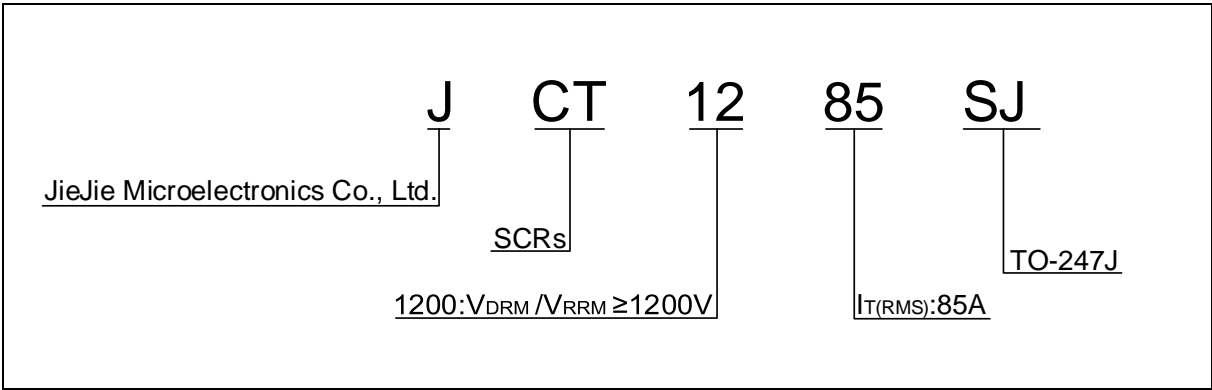 J CT 12 85 SJ
JieJie Microelectronics Co., Ltd.
SCRs
TO-247J
1200:VDRM /VRRM ≥1200V
IT(RMS):85A